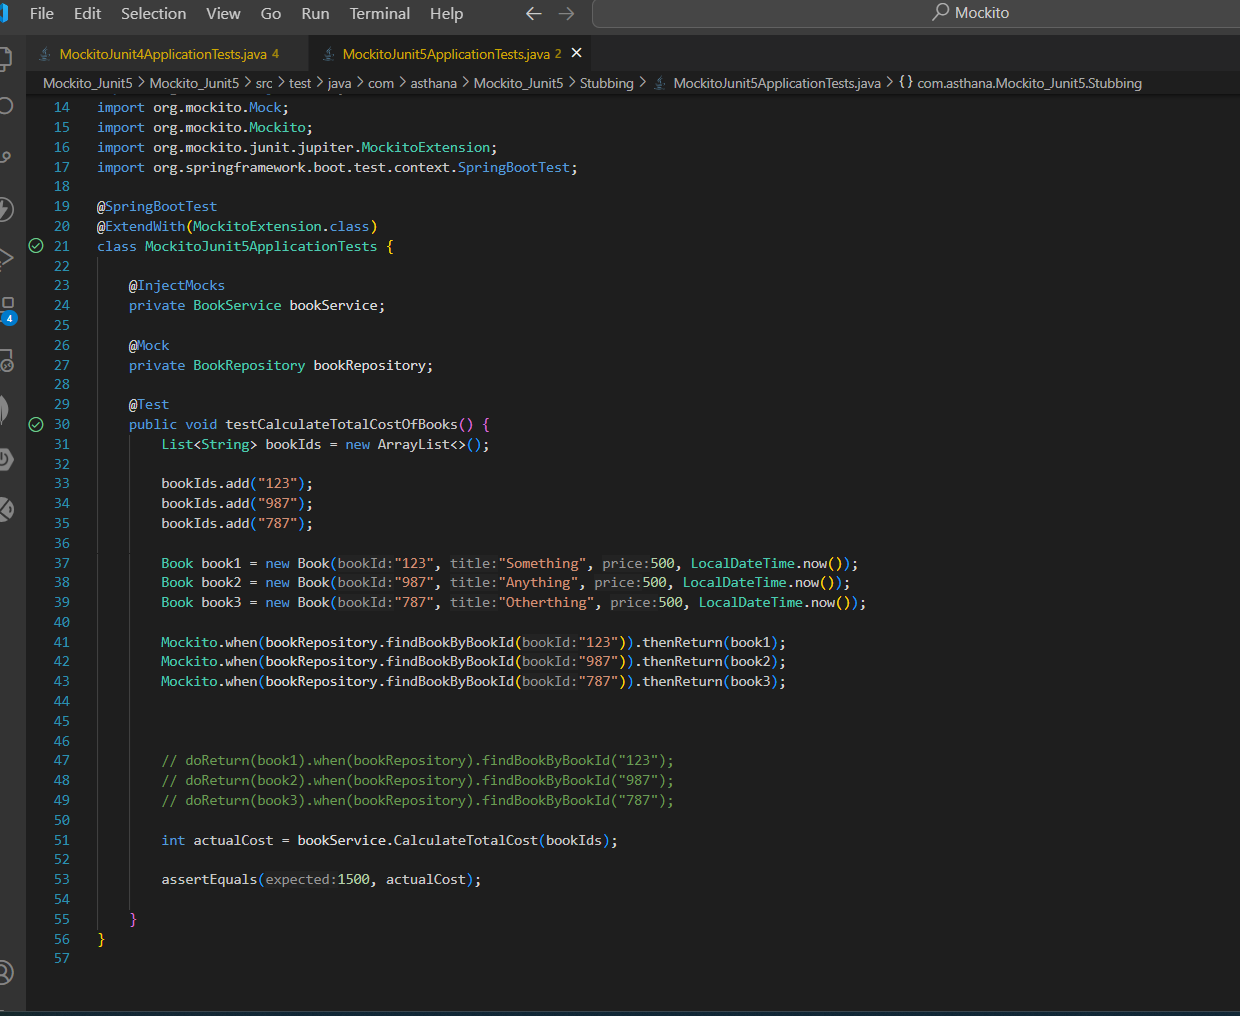 File Edit Selection View Go Run Terminal Help Mockito
MockitoJunit4ApplicationTests.java 4 MockitoJunit5ApplicationTests.java 2
Mockito_Junit5 > Mockito_Junit5 > src > test > java > com > asthana > Mockito_Junit5 > Stubbing > MockitoJunit5ApplicationTests.java > {} com.asthana.Mockito_Junit5.Stubbing
14 import org.mockito.Mock;
15 import org.mockito.Mockito;
16 import org.mockito.junit.jupiter.MockitoExtension;
17 import org.springframework.boot.test.context.SpringBootTest;
18
19 @SpringBootTest
20 @ExtendWith(MockitoExtension.class)
21 class MockitoJunit5ApplicationTests {
22
23 @InjectMocks
24 private BookService bookService;
4
25
26 @Mock
27 private BookRepository bookRepository;
28
29 @Test
30 public void testCalculateTotalCostOfBooks() {
31 List<String> bookIds = new ArrayList<>();
32
33 bookIds.add("123");
34 bookIds.add("987");
35 bookIds.add("787");
36
37 Book book1 = new Book(bookId:"123", title:"Something", price:500, LocalDateTime.now());
38 Book book2 = new Book(bookId:"987", title:"Anything", price:500, LocalDateTime.now());
39 Book book3 = new Book(bookId:"787", title:"Otherthing", price:500, LocalDateTime.now());
40
41 Mockito.when(bookRepository.findBookByBookId(bookId:"123")).thenReturn(book1);
42 Mockito.when(bookRepository.findBookByBookId(bookId:"987")).thenReturn(book2);
43 Mockito.when(bookRepository.findBookByBookId(bookId:"787")).thenReturn(book3);
44
45
46
47 // doReturn(book1).when(bookRepository).findBookByBookId("123");
48 // doReturn(book2).when(bookRepository).findBookByBookId("987");
49 // doReturn(book3).when(bookRepository).findBookByBookId("787");
50
51 int actualCost = bookService.CalculateTotalCost(bookIds);
52
53 assertEquals(expected:1500, actualCost);
54
55 }
56 }
57